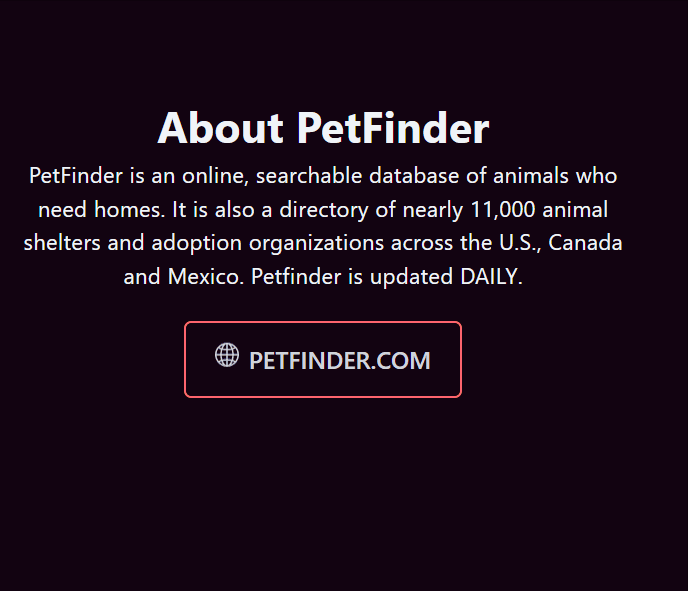 About PetFinder
PetFinder is an online, searchable database of animals who
need homes. It is also a directory of nearly 11,000 animal
shelters and adoption organizations across the U.S., Canada
and Mexico. Petfinder is updated DAILY.
PETFINDER.COM